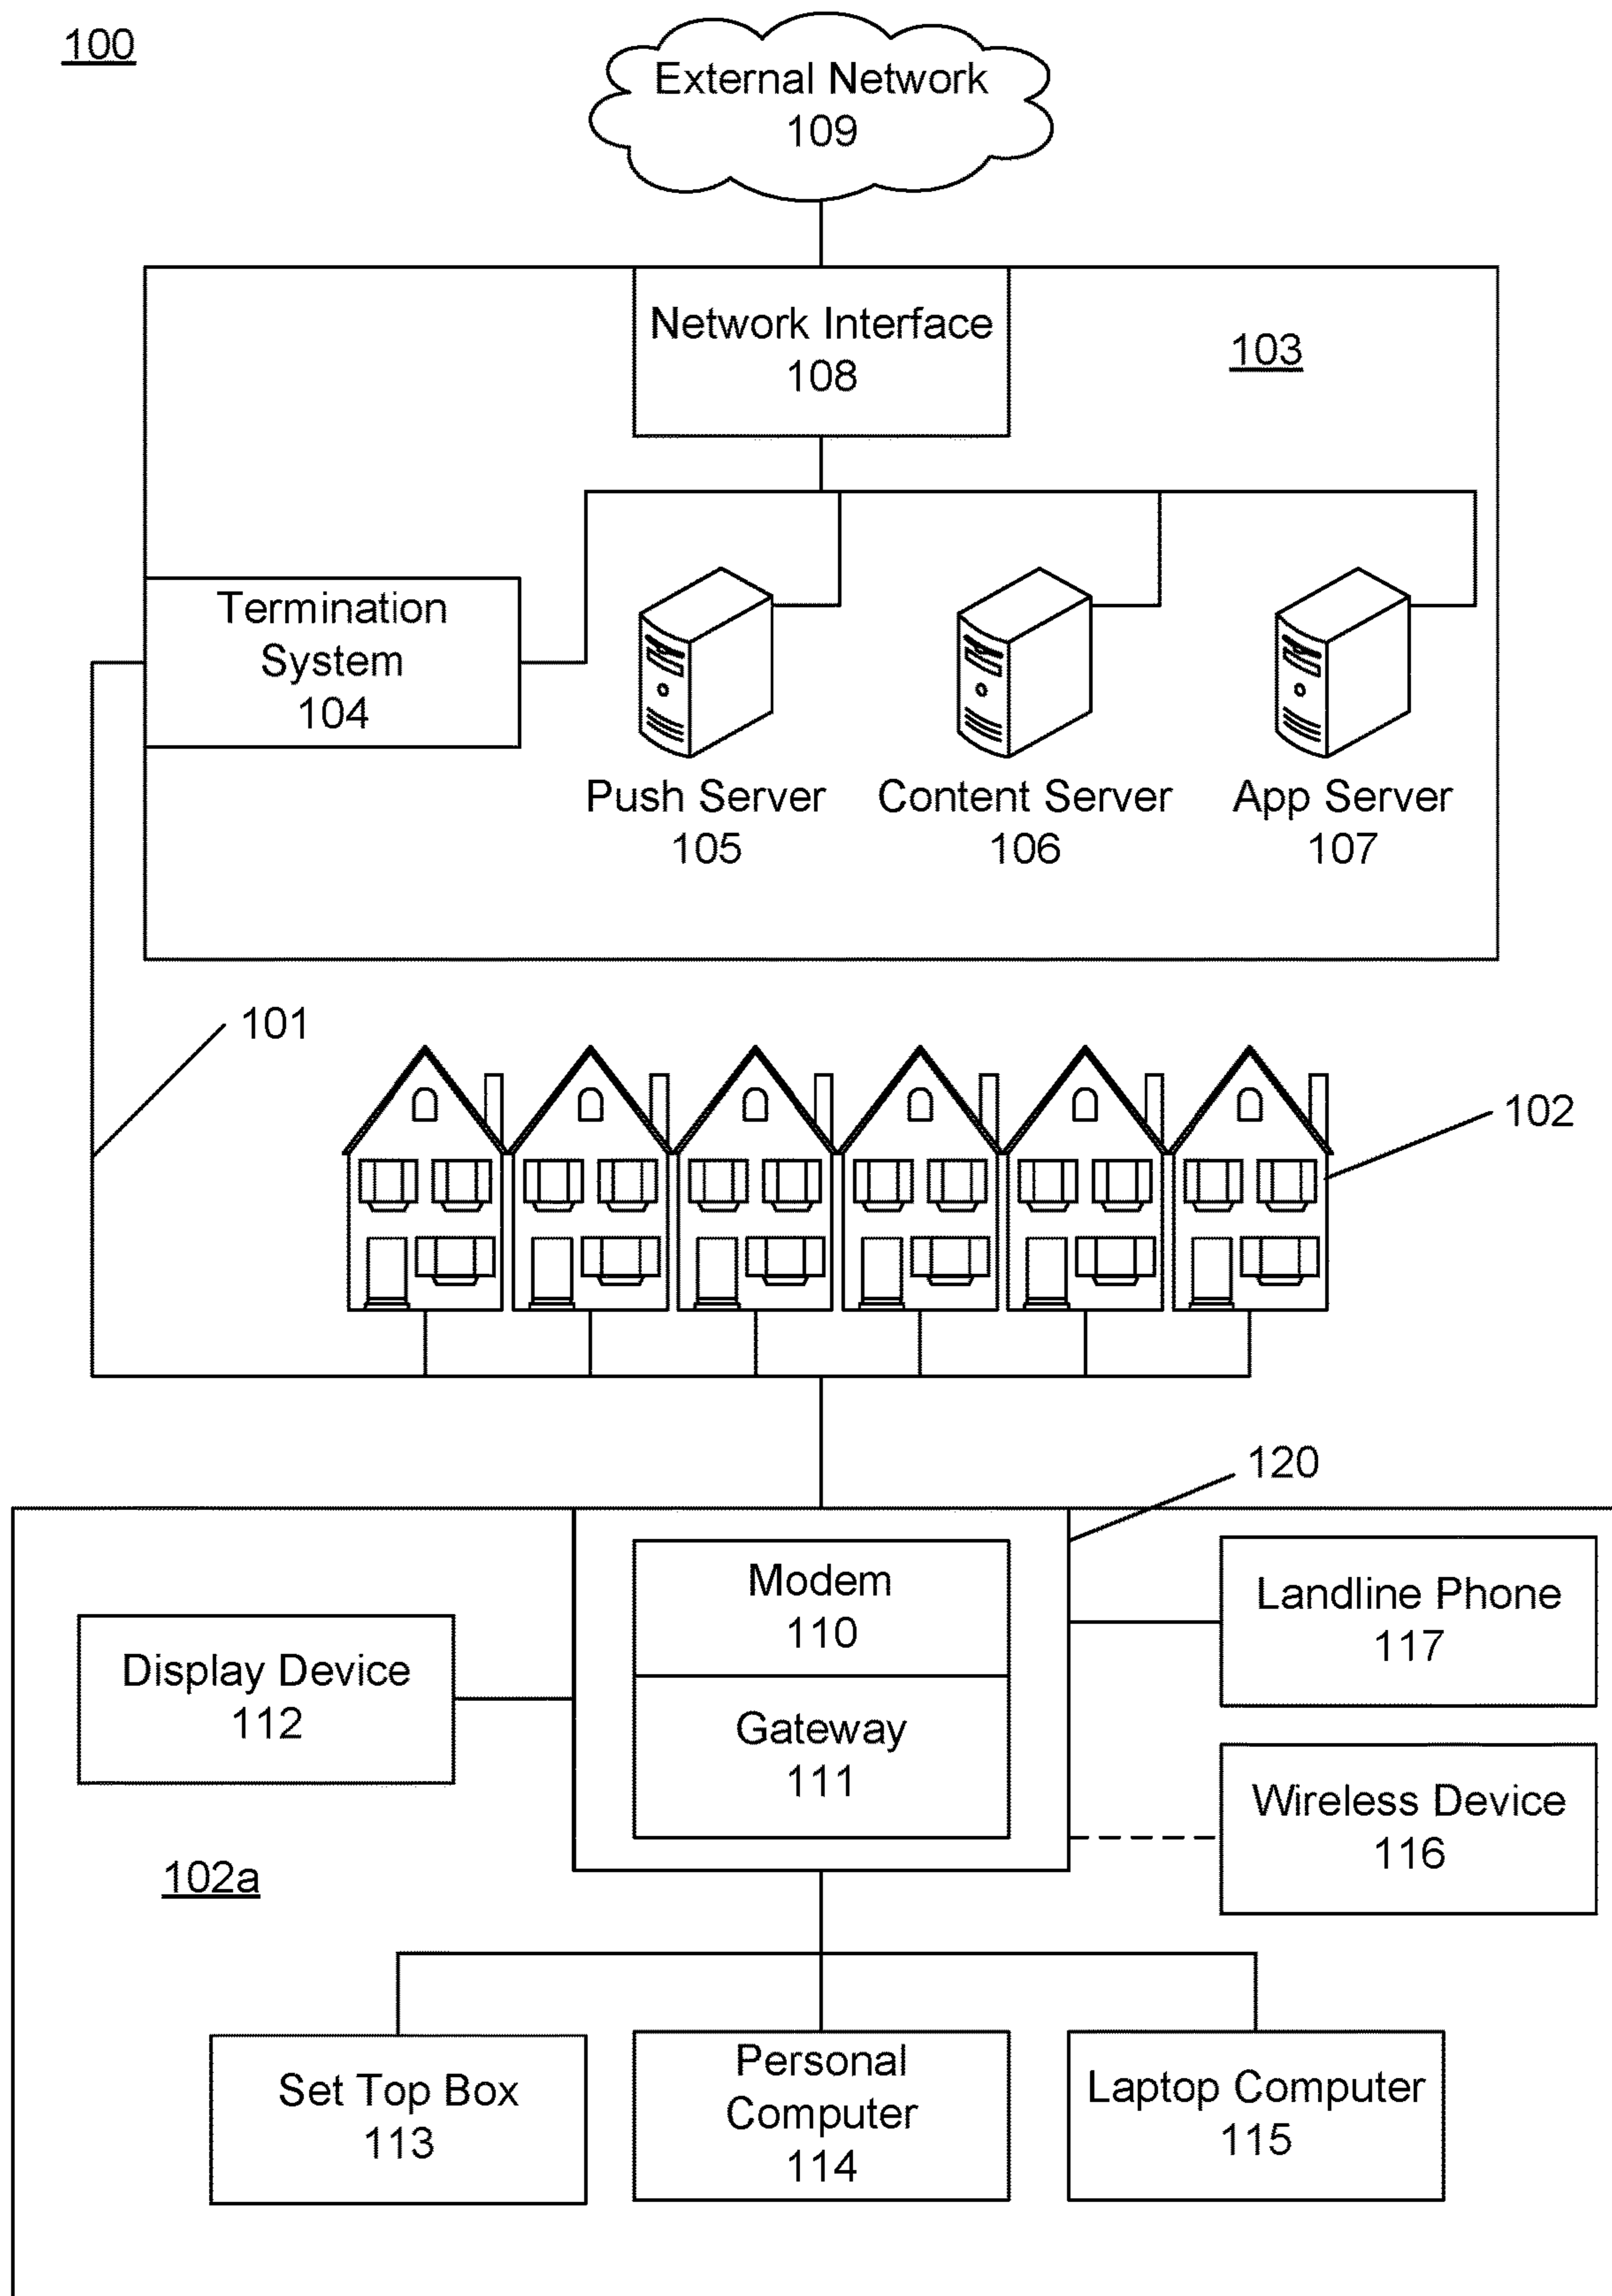 100
External Network
109
Network Interface
108
103
Termination
System
104
Push Server
105
Content Server
106
App Server
107
101
102
120
Modem
110
Gateway
111
Landline Phone
117
Display Device
112
Wireless Device
116
102a
Set Top Box
113
Personal
Computer
114
Laptop Computer
115